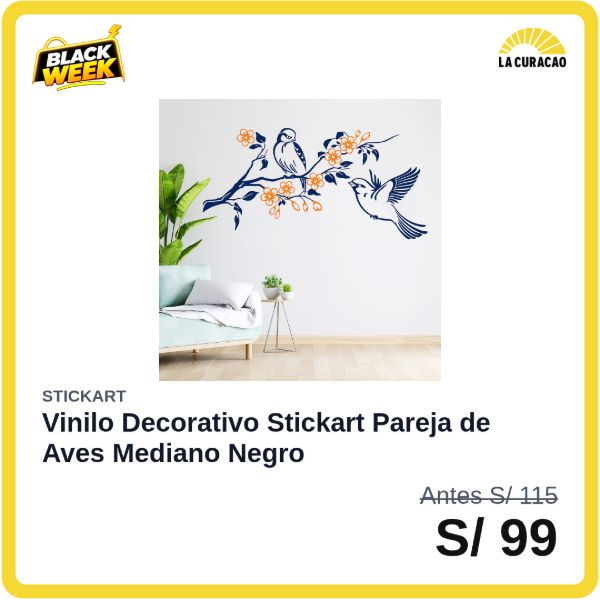 BLACK
WEEK
LA CURACAO
STICKART
Vinilo Decorativo Stickart Pareja de
Aves Mediano Negro
Antes S/ 115
S/ 99